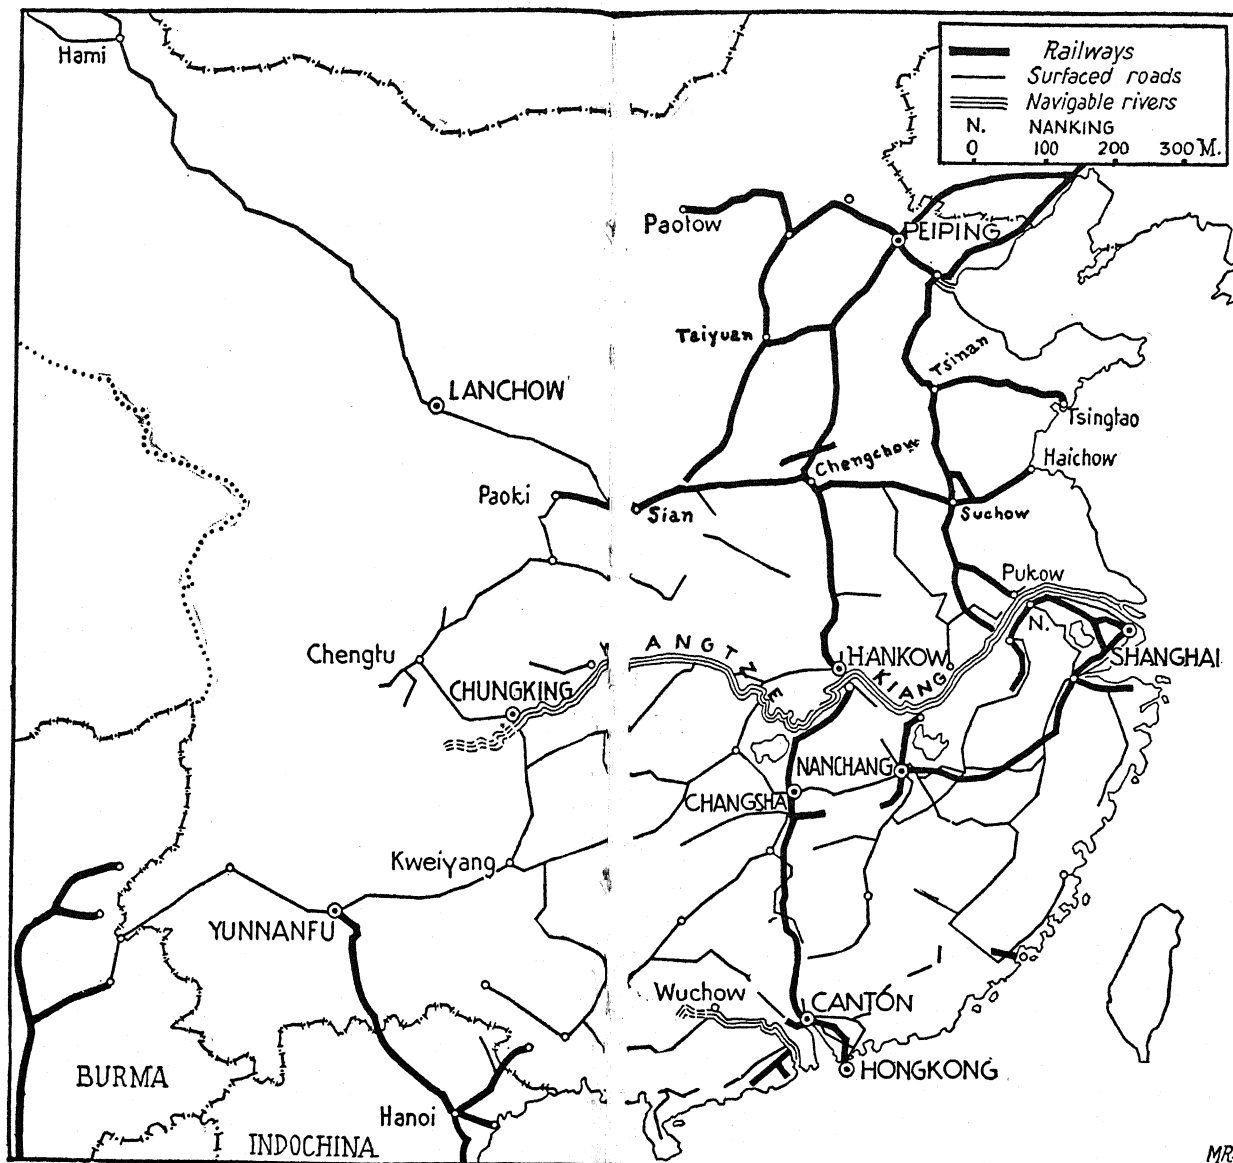 Hami
Railways
Surfaced roads
Navigable rivers
N. NANKING
0 100 200 300 M.
Paotow
PEIPING
Taiyuan
Tsinan
LANCHOW
Tsingtao
Chengchow
Haichow
Paoki
Sian
Suchow
Pukow
N.
YANGTZE KIANG
Chengtu
HANKOW
SHANGHAI
CHUNGKING
NANCHANG
CHANGSHA
Kweiyang
YUNNANFU
Wuchow
CANTON
BURMA
HONGKONG
Hanoi
INDOCHINA
MR